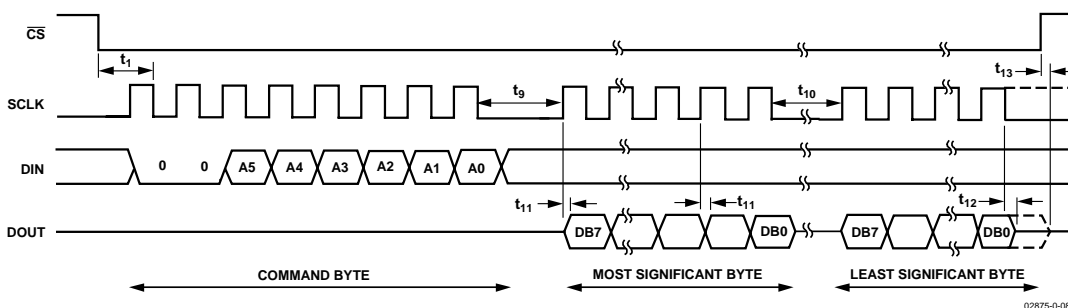 CS
t1
t13
SCLK
t9
t10
DIN
0 0 A5 A4 A3 A2 A1 A0
t11
t11
t12
DOUT
DB7 DB0 DB7 DB0
COMMAND BYTE
MOST SIGNIFICANT BYTE
LEAST SIGNIFICANT BYTE